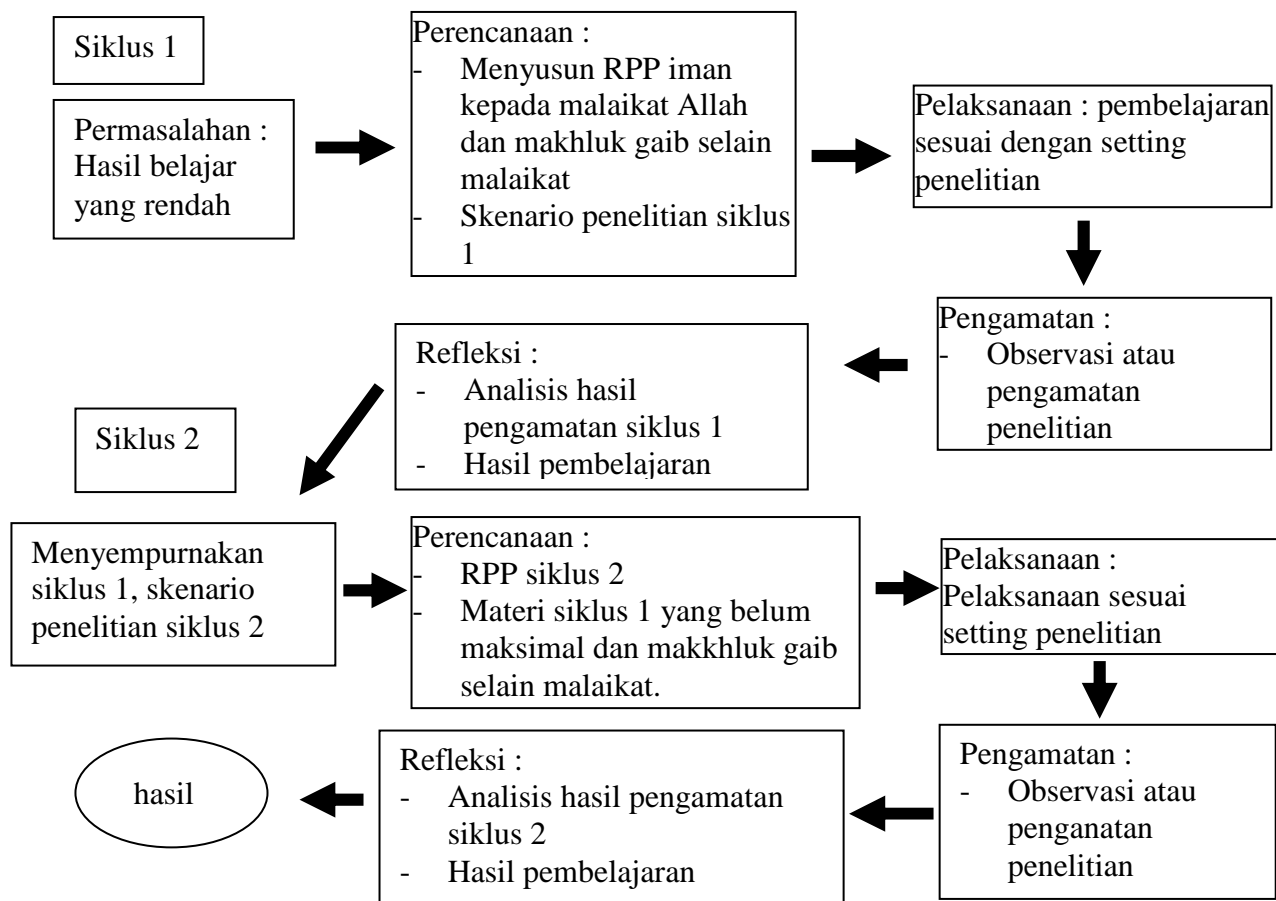 Siklus 1
Permasalahan :
Hasil belajar
yang rendah
Perencanaan :
- Menyusun RPP iman
kepada malaikat Allah
dan makhluk gaib selain
malaikat
- Skenario penelitian siklus
1
Pelaksanaan : pembelajaran
sesuai dengan setting
penelitian
Pengamatan :
- Observasi atau
pengamatan
penelitian
Refleksi :
- Analisis hasil
pengamatan siklus 1
- Hasil pembelajaran
Siklus 2
Menyempurnakan
siklus 1, skenario
penelitian siklus 2
Perencanaan :
- RPP siklus 2
- Materi siklus 1 yang belum
maksimal dan makkhluk gaib
selain malaikat.
Pelaksanaan :
Pelaksanaan sesuai
setting penelitian
Pengamatan :
- Observasi atau
penganatan
penelitian
Refleksi :
- Analisis hasil pengamatan
siklus 2
- Hasil pembelajaran
hasil